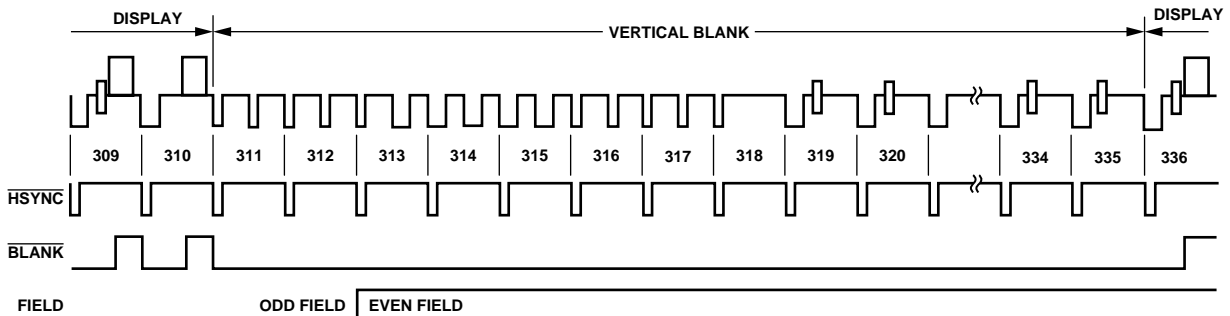 DISPLAY VERTICAL BLANK DISPLAY
309 310 311 312 313 314 315 316 317 318 319 320 334 335 336
HSYNC
BLANK
FIELD ODD FIELD EVEN FIELD